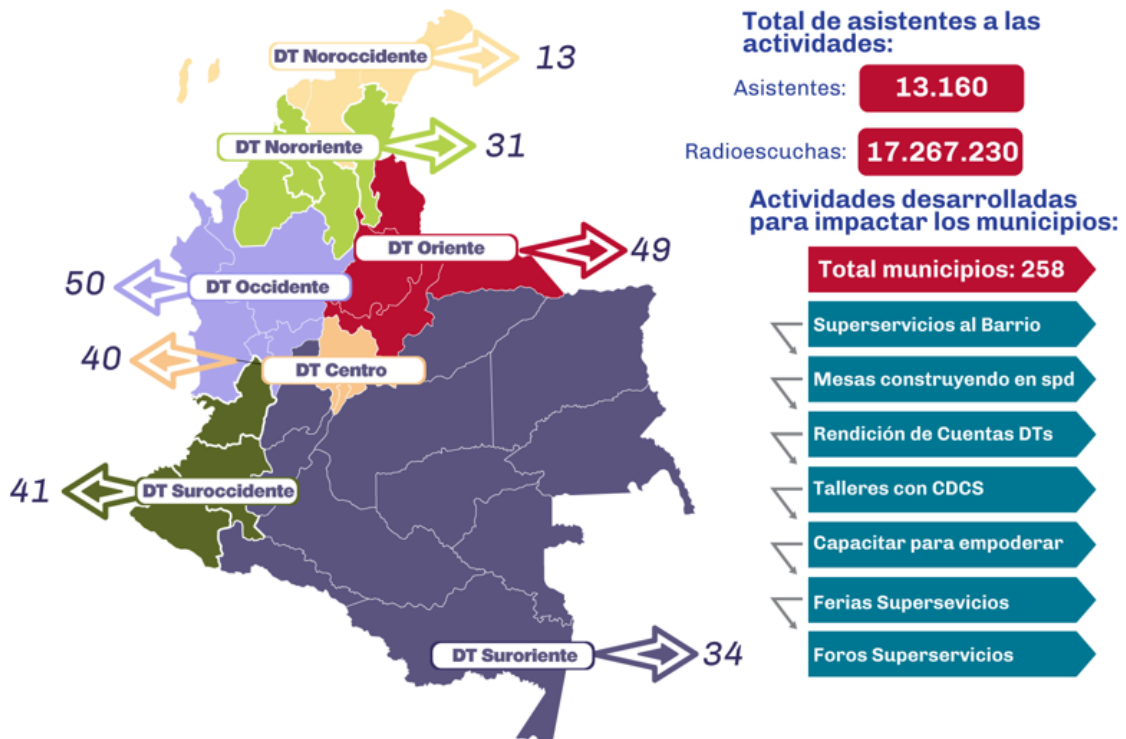 DT Noroccidente
13
DT Nororiente
31
DT Oriente
49
50
DT Occidente
40
DT Centro
41
DT Suroccidente
DT Suroriente
34
Total de asistentes a las
actividades:
Asistentes:
13.160
Radioescuchas:
17.267.230
Actividades desarrolladas
para impactar los municipios:
Total municipios: 258
Superservicios al Barrio
Mesas construyendo en spd
Rendición de Cuentas DTs
Talleres con CDCS
Capacitar para empoderar
Ferias Supersevicios
Foros Superservicios